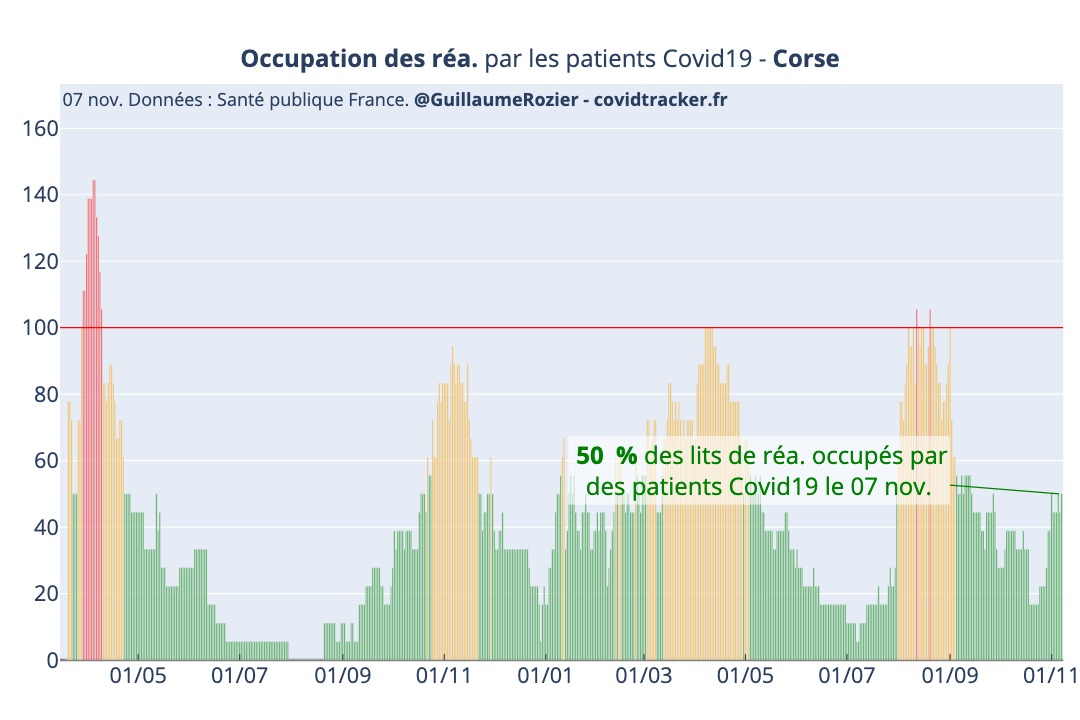 Occupation des réa. par les patients Covid19 - Corse
07 nov. Données : Santé publique France. @GuillaumeRozier - covidtracker.fr
160
140
120
100
80
60
40
20
0
50 % des lits de réa. occupés par
des patients Covid19 le 07 nov.
01/05 01/07 01/09 01/11 01/01 01/03 01/05 01/07 01/09 01/11